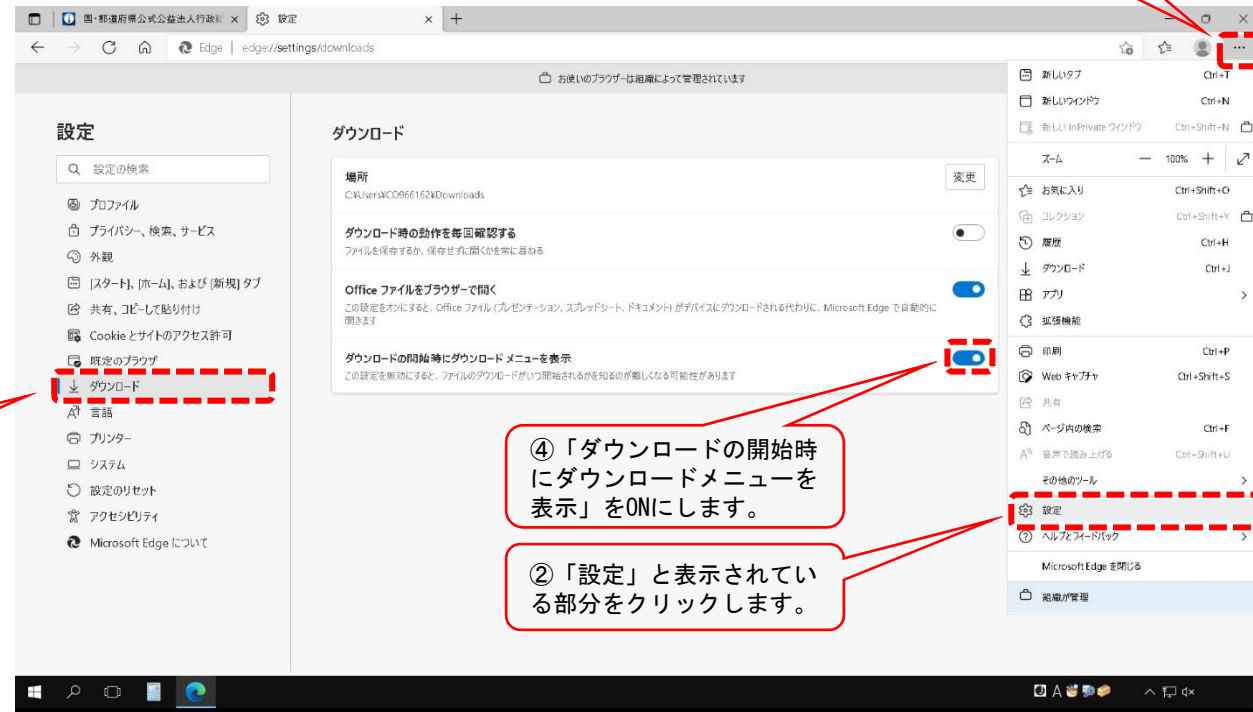 国・都道府県公式公益法人行政総
設定
Edge | edge://settings/downloads
お使いのブラウザーは組織によって管理されています
設定
設定の検索
プロファイル
プライバシー、検索、サービス
外観
[スタート]、[ホーム]、および [新規] タブ
共有、コピーして貼り付け
Cookie とサイトのアクセス許可
既定のブラウザ
ダウンロード
言語
プリンター
システム
設定のリセット
アクセシビリティ
Microsoft Edge について
ダウンロード
場所
C:¥Users¥CO966162¥Downloads
変更
ダウンロード時の動作を毎回確認する
ファイルを保存するか、保存せずに開くかを常に尋ねる
Office ファイルをブラウザーで開く
この設定をオンにすると、Office ファイル (プレゼンテーション、スプレッドシート、ドキュメント) がデバイスにダウンロードされる代わりに、Microsoft Edge で自動的に
開きます
ダウンロードの開始時にダウンロード メニューを表示
この設定を無効にすると、ファイルのダウンロードがいつ開始されるかを知るのが難しくなる可能性があります
④「ダウンロードの開始時
にダウンロードメニューを
表示」をONにします。
②「設定」と表示されてい
る部分をクリックします。
新しいタブ Ctrl+T
新しいウィンドウ Ctrl+N
新しい InPrivate ウィンドウ Ctrl+Shift+N
ズーム 100%
お気に入り Ctrl+Shift+O
コレクション Ctrl+Shift+Y
履歴 Ctrl+H
ダウンロード Ctrl+J
アプリ
拡張機能
印刷 Ctrl+P
Web キャプチャ Ctrl+Shift+S
共有
ページ内の検索 Ctrl+F
音声で読み上げる Ctrl+Shift+U
その他のツール
設定
ヘルプとフィードバック
Microsoft Edge を閉じる
組織が管理
A